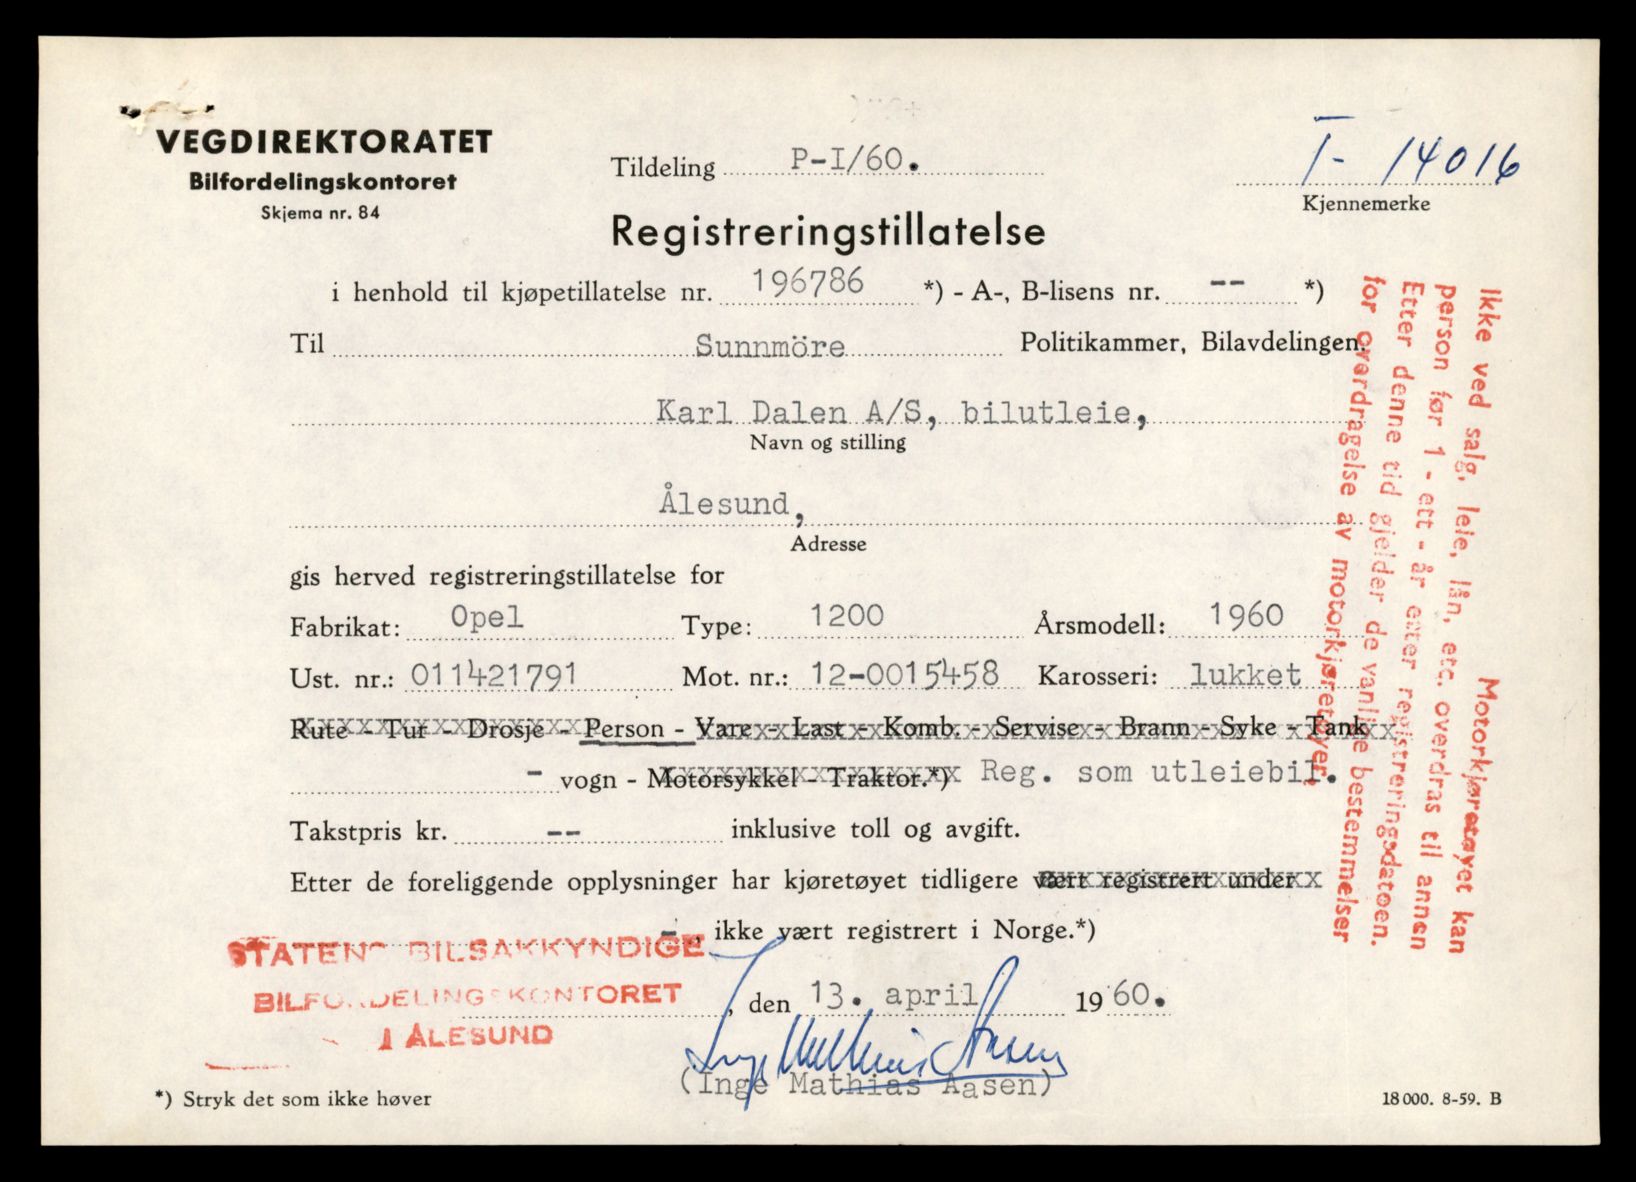 VEGDIREKTORATET
Bilfordelingskontoret
Skjema nr. 84
Tildeling P-I/60.
T- 14016
Kjennemerke
Registreringstillatelse
i henhold til kjøpetillatelse nr. 196786 *) - A-, B-lisens nr. -- *)
Til Sunnmöre Politikammer, Bilavdelingen.
Karl Dalen A/S, bilutleie,
Navn og stilling
Ålesund,
Adresse
gis herved registreringstillatelse for
Fabrikat: Opel Type: 1200 Årsmodell: 1960
Ust. nr.: 011421791 Mot. nr.: 12-0015458 Karosseri: lukket
Rute - Tur - Drosje - Person - Vare - Last - Komb. - Servise - Brann - Syke - Tank
- vogn - Motorsykkel - Traktor.*) Reg. som utleiebil.
Takstpris kr. -- inklusive toll og avgift.
Etter de foreliggende opplysninger har kjøretøyet tidligere vært registrert under
- , ikke vært registrert i Norge.*)
STATENS BILSAKKYNDIGE
BILFORDELINGSKONTORET
I ÅLESUND
, den 13. april 1960.
Inge Mathias Aasen
(Inge Mathias Aasen)
*) Stryk det som ikke høver
18000. 8-59. B
Motorkjøretøyet kan
ikke ved salg, leie, lån, etc. overdras til annen
person før 1 - ett - år etter registreringsdatoen.
Etter denne tid gjelder de vanlige bestemmelser
for overdragelse av motorkjøretøyer.